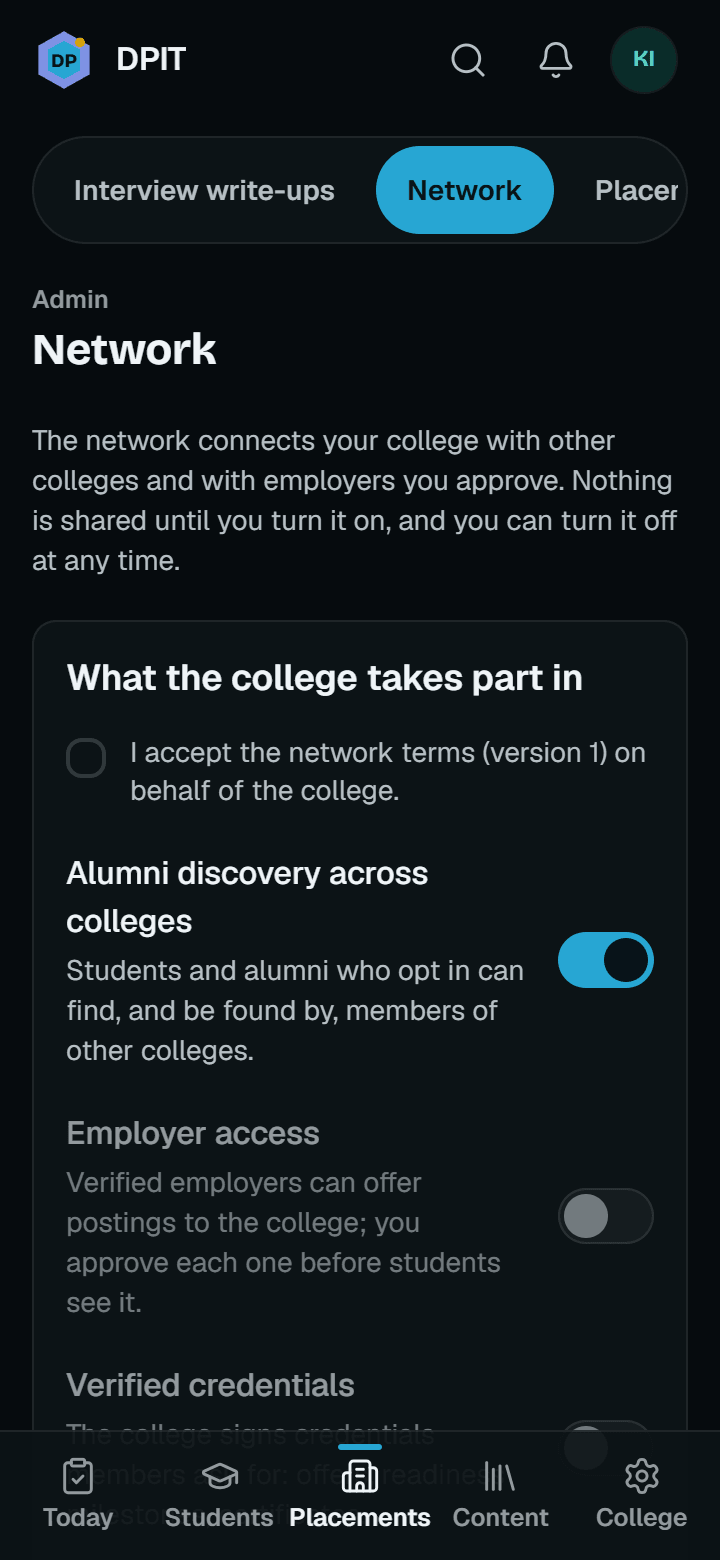 DP DPIT KI
Interview write-ups Network Placer
Admin
Network
The network connects your college with other
colleges and with employers you approve. Nothing
is shared until you turn it on, and you can turn it off
at any time.
What the college takes part in
I accept the network terms (version 1) on
behalf of the college.
Alumni discovery across
colleges
Students and alumni who opt in can
find, and be found by, members of
other colleges.
Employer access
Verified employers can offer
postings to the college; you
approve each one before students
see it.
Verified credentials
The college signs credentials
Today Students Placements Content College